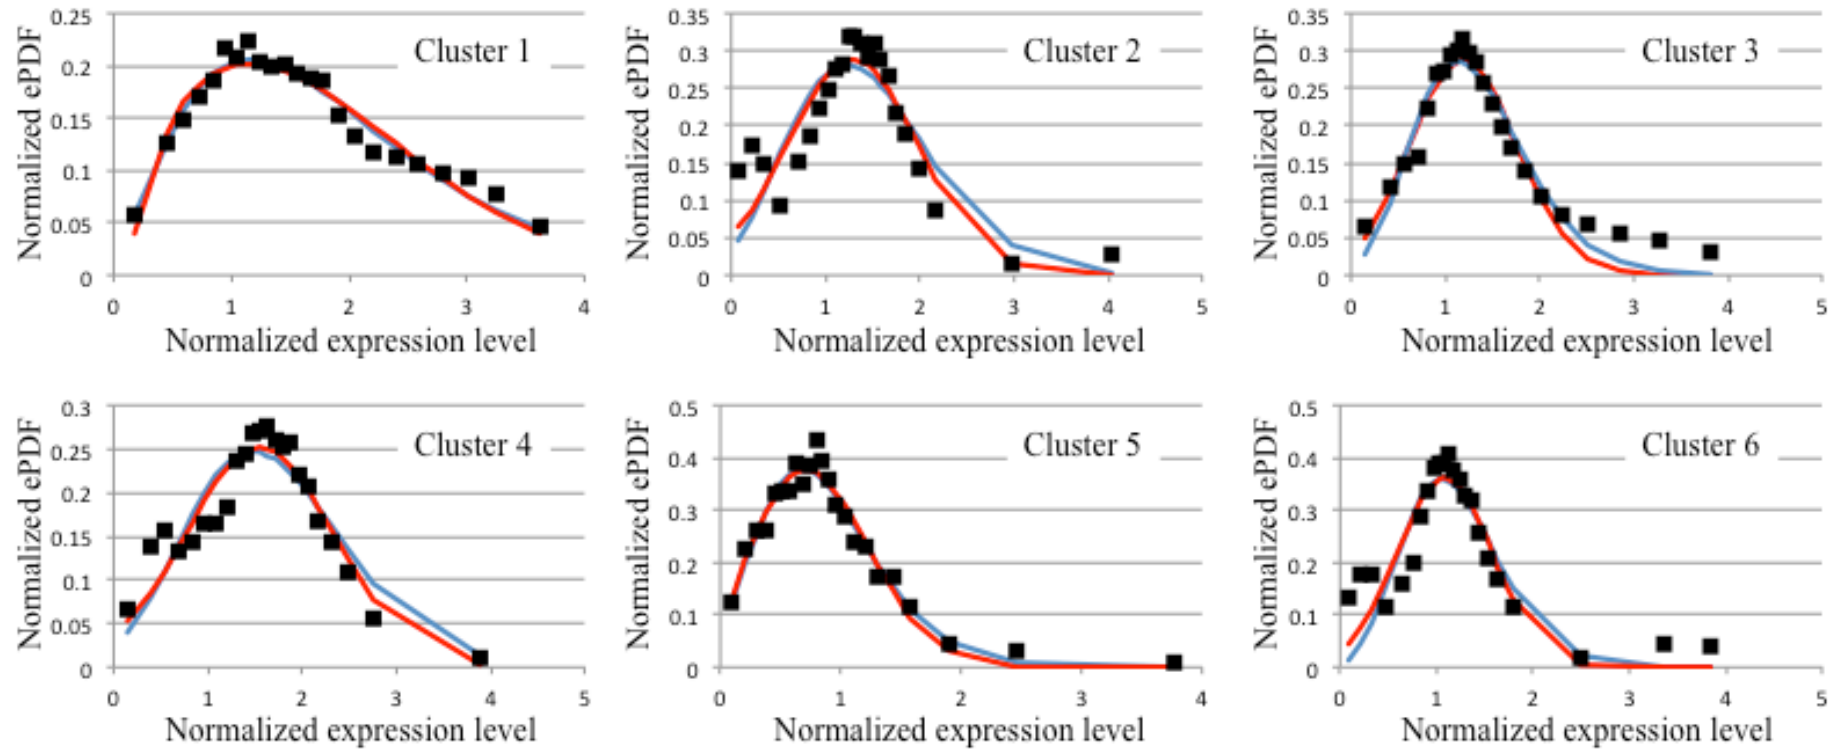 Normalized ePDF
0.25
0.2
0.15
0.1
0.05
0
Cluster 1
0 1 2 3 4
Normalized expression level
Normalized ePDF
0.35
0.3
0.25
0.2
0.15
0.1
0.05
0
Cluster 2
0 1 2 3 4 5
Normalized expression level
Normalized ePDF
0.35
0.3
0.25
0.2
0.15
0.1
0.05
0
Cluster 3
0 1 2 3 4 5
Normalized expression level
Normalized ePDF
0.3
0.25
0.2
0.15
0.1
0.05
0
Cluster 4
0 1 2 3 4 5
Normalized expression level
Normalized ePDF
0.5
0.4
0.3
0.2
0.1
0
Cluster 5
0 1 2 3 4
Normalized expression level
Normalized ePDF
0.5
0.4
0.3
0.2
0.1
0
Cluster 6
0 1 2 3 4 5
Normalized expression level